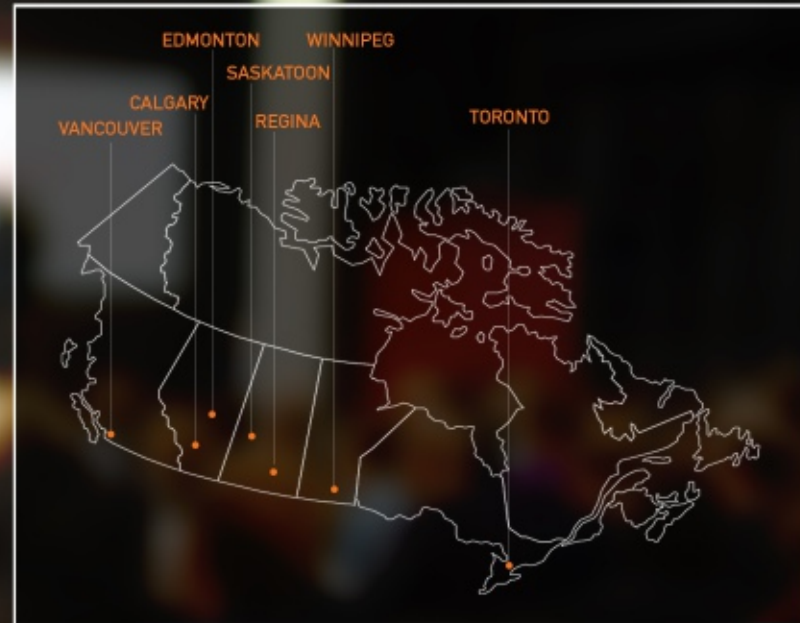 EDMONTON
WINNIPEG
SASKATOON
CALGARY
REGINA
TORONTO
VANCOUVER